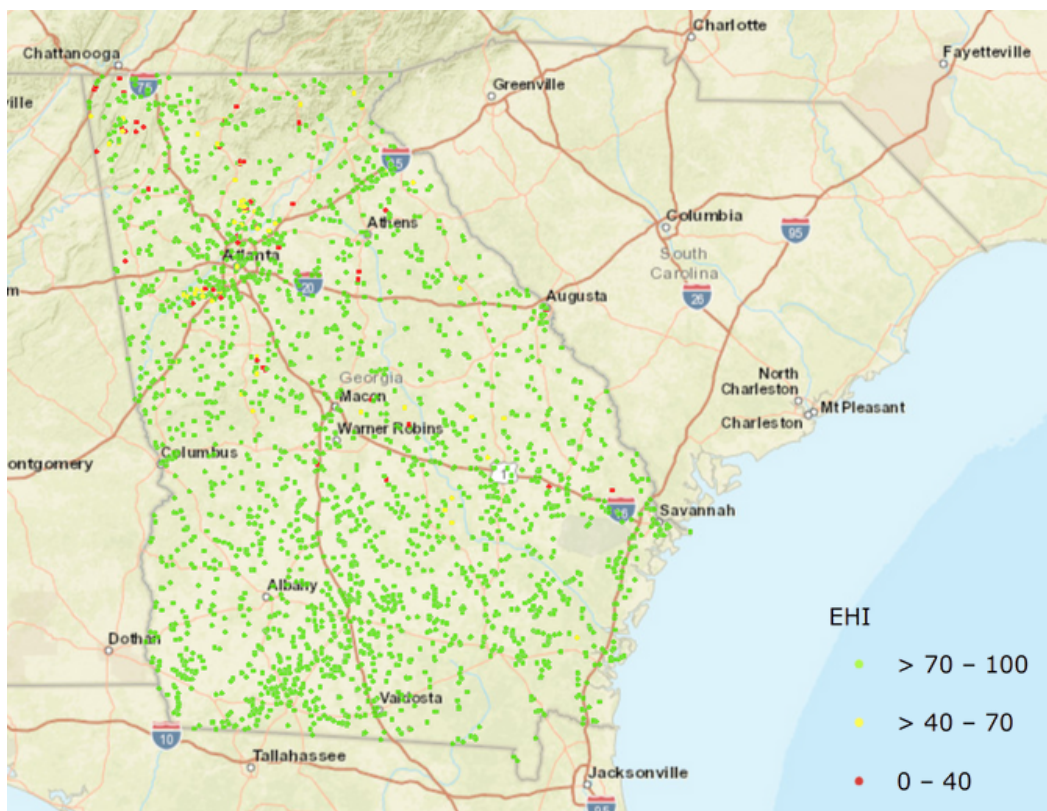 Charlotte
Chattanooga
Fayetteville
75
Greenville
ville
Athens
Columbia
95
Atlanta
South
Carolina
m
20
26
Augusta
North
Charleston
Georgia
Macon
Mt Pleasant
Charleston
Warner Robins
Columbus
ontgomery
Savannah
Albany
EHI
Dothan
> 70 – 100
Valdosta
> 40 – 70
10
Tallahassee
Jacksonville
0 – 40
95